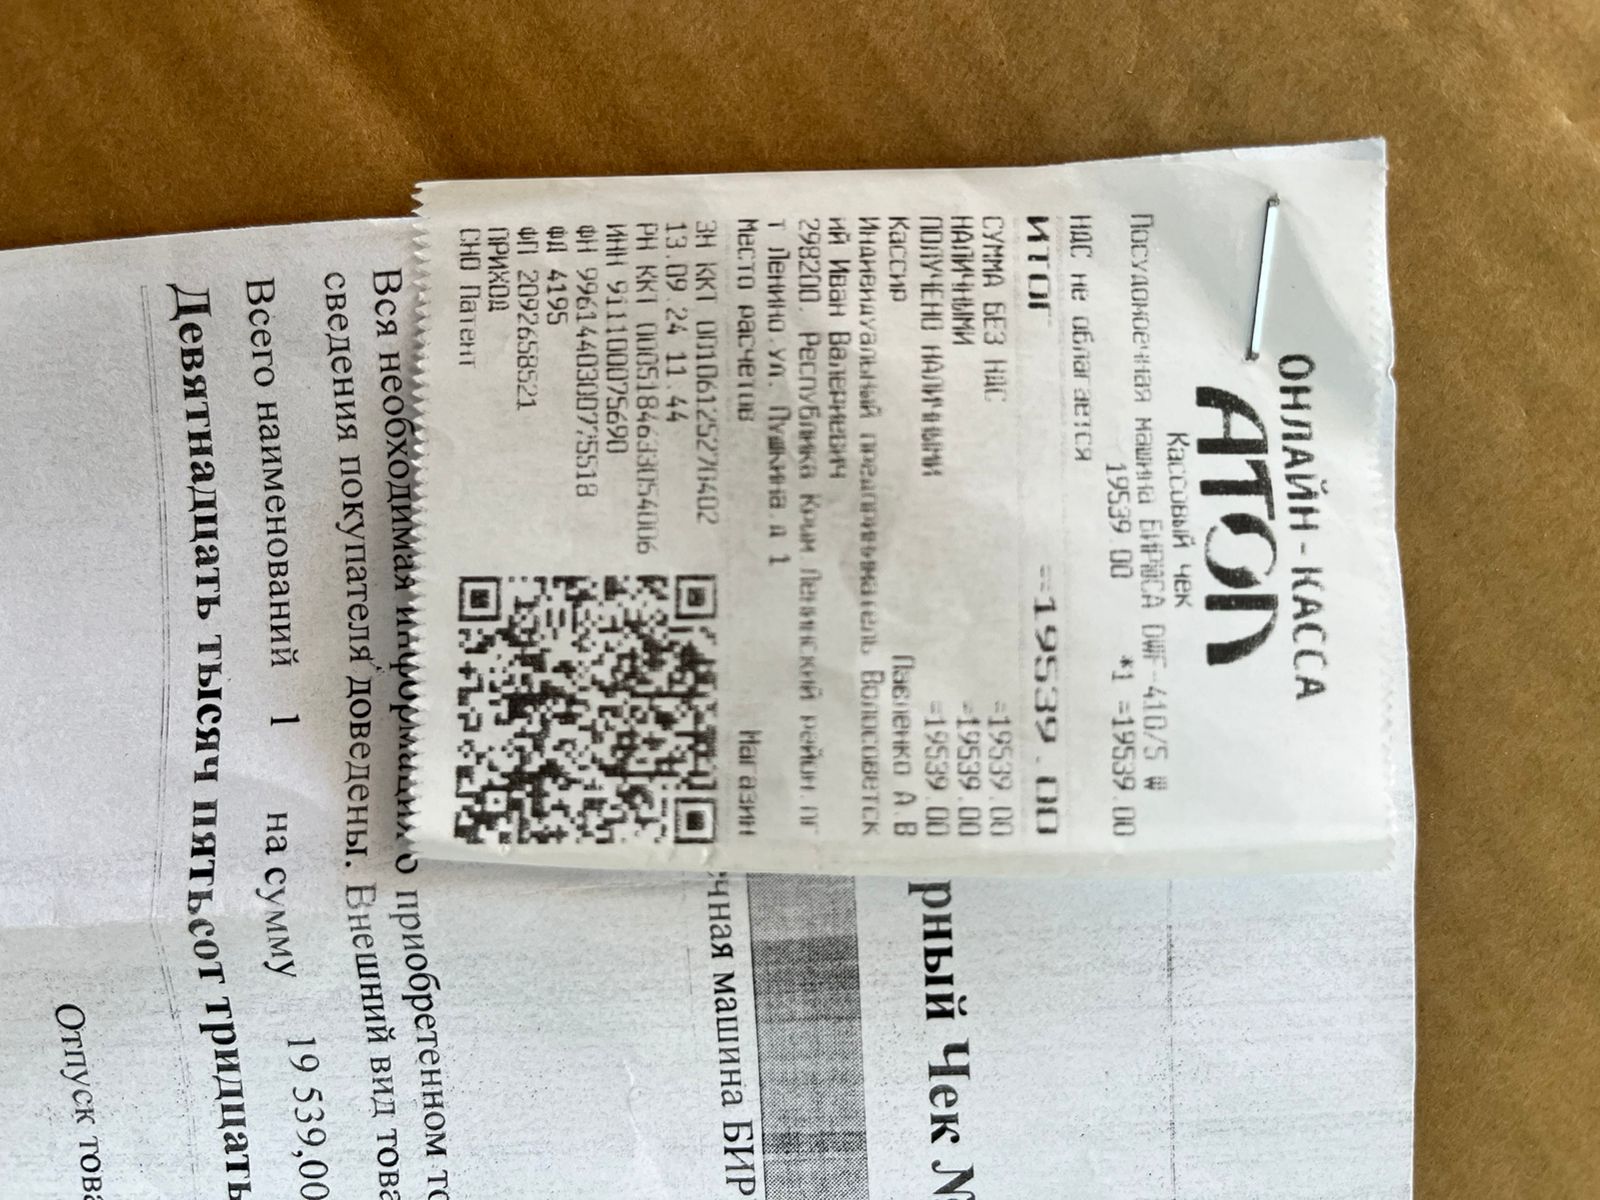 ОНЛАЙН-КАССА
АТОЛ
Кассовый чек
Посудомоечная машина БИРЮСА DWF-410/5 W
19539.00 *1 =19539.00
НДС не облагается
ИТОГ =19539.00
СУММА БЕЗ НДС =19539.00
НАЛИЧНЫМИ =19539.00
ПОЛУЧЕНО НАЛИЧНЫМИ =19539.00
Кассир Павленко А.В
Индивидуальный предприниматель Волосоветск
ий Иван Валериевич
298200, Республика Крым Ленинский район,пг
т Ленино,ул. Пушкина д 1
Место расчетов Магазин
ЗН ККТ 00106125270402
13.09.24 11:44
РН ККТ 0005184633054006
ИНН 911100075690
ФН 9961440300775518
ФД 4195
ФП 2092658521
ПРИХОД
СНО Патент
рный Чек №
чная машина БИР
Вся необходимая информация о приобретенном то
сведения покупателя доведены. Внешний вид това
Всего наименований 1 на сумму 19 539,00
Девятнадцать тысяч пятьсот тридцать
Отпуск това